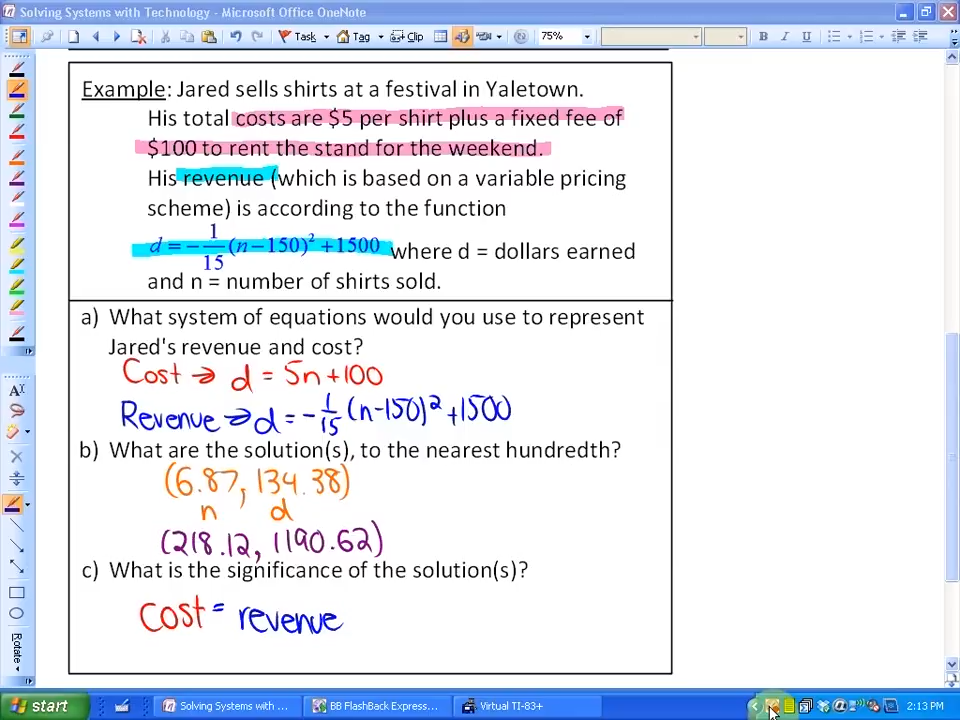 Solving Systems with Technology - Microsoft Office OneNote
Task Tag Clip 75% B I U
Example: Jared sells shirts at a festival in Yaletown.
His total costs are $5 per shirt plus a fixed fee of
$100 to rent the stand for the weekend.
His revenue (which is based on a variable pricing
scheme) is according to the function
d = -1/15 (n-150)² +1500 where d = dollars earned
and n = number of shirts sold.
a) What system of equations would you use to represent
Jared's revenue and cost?
Cost → d = 5n+100
Revenue → d = -1/15 (n-150)² +1500
b) What are the solution(s), to the nearest hundredth?
(6.87, 134.38)
n d
(218.12, 1190.62)
c) What is the significance of the solution(s)?
Cost = revenue
Rotate
start Solving Systems with ... BB FlashBack Express... Virtual TI-83+ 2:13 PM